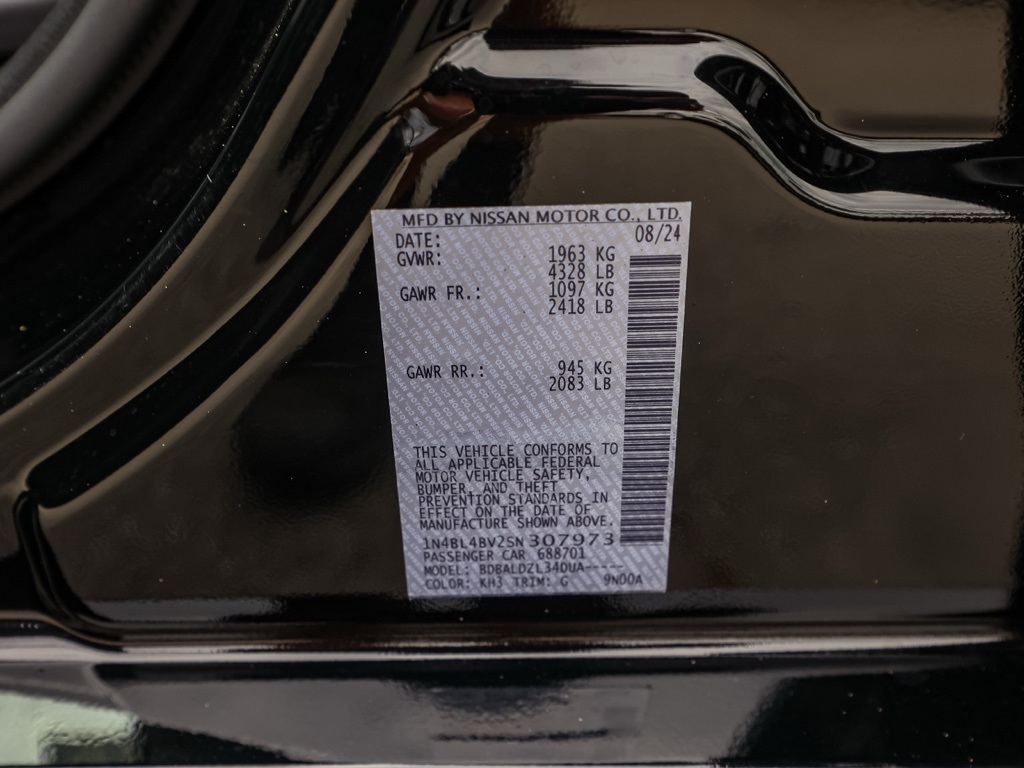 MFD BY NISSAN MOTOR CO., LTD.
DATE: 08/24
GVWR: 1963 KG
4328 LB
GAWR FR.: 1097 KG
2418 LB
GAWR RR.: 945 KG
2083 LB
THIS VEHICLE CONFORMS TO
ALL APPLICABLE FEDERAL
MOTOR VEHICLE SAFETY,
BUMPER, AND THEFT
PREVENTION STANDARDS IN
EFFECT ON THE DATE OF
MANUFACTURE SHOWN ABOVE.
1N4BL4BV2SN307973
PASSENGER CAR 688701
MODEL: BDBALDZL34DUA-----
COLOR: KH3 TRIM: G 9N00A